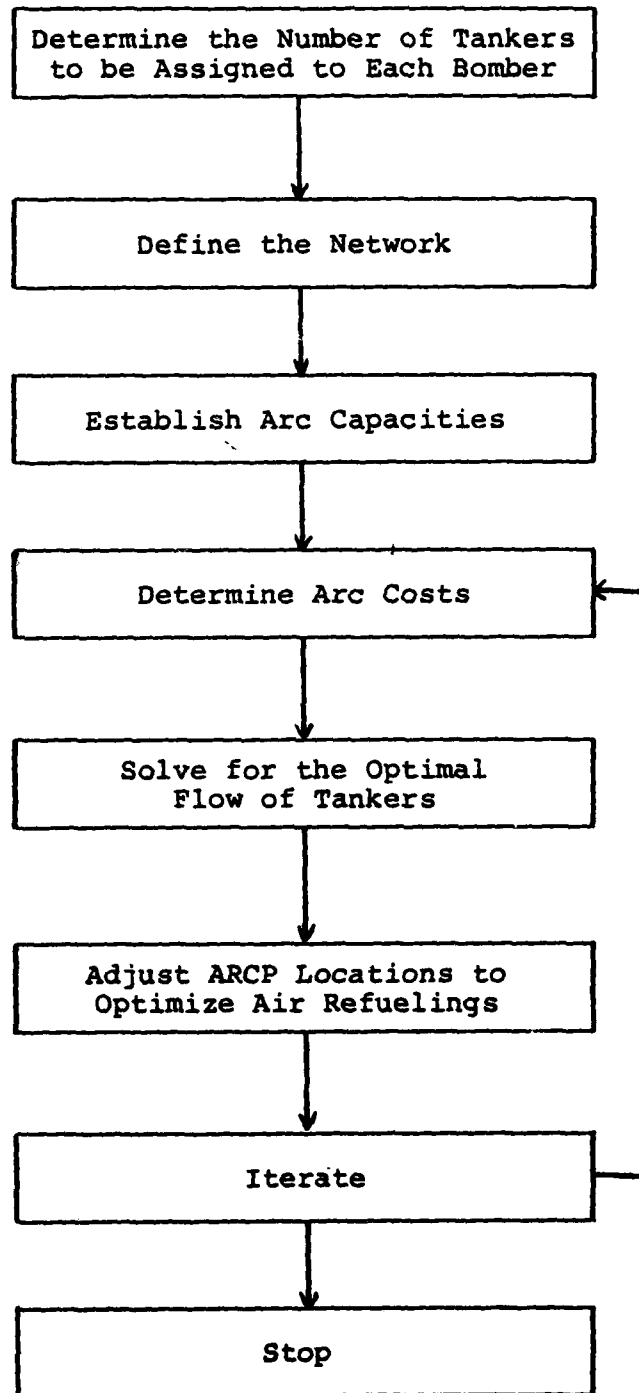 Determine the Number of Tankers
to be Assigned to Each Bomber
Define the Network
Establish Arc Capacities
Determine Arc Costs
Solve for the Optimal
Flow of Tankers
Adjust ARCP Locations to
Optimize Air Refuelings
Iterate
Stop